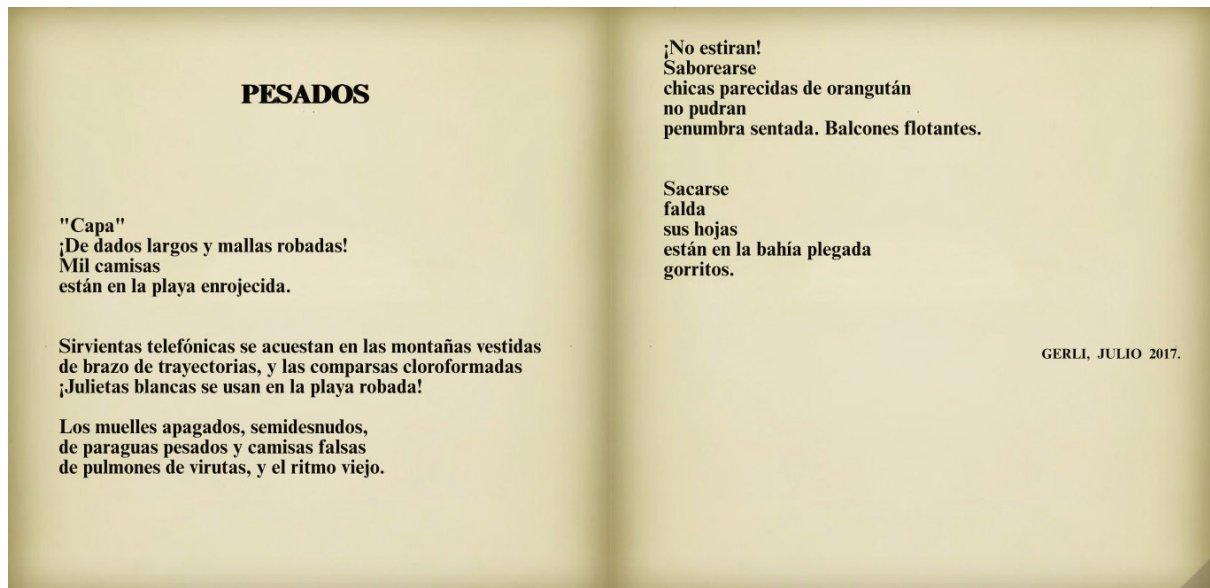 PESADOS
"Capa"
¡De dados largos y mallas robadas!
Mil camisas
están en la playa enrojecida.
Sirvientas telefónicas se acuestan en las montañas vestidas
de brazo de trayectorias, y las comparsas cloroformadas
¡Julietas blancas se usan en la playa robada!
Los muelles apagados, semidesnudos,
de paraguas pesados y camisas falsas
de pulmones de virutas, y el ritmo viejo.
¡No estiran!
Saborearse
chicas parecidas de orangután
no pudran
penumbra sentada. Balcones flotantes.
Sacarse
falda
sus hojas
están en la bahía plegada
gorritos.
GERLI, JULIO 2017.